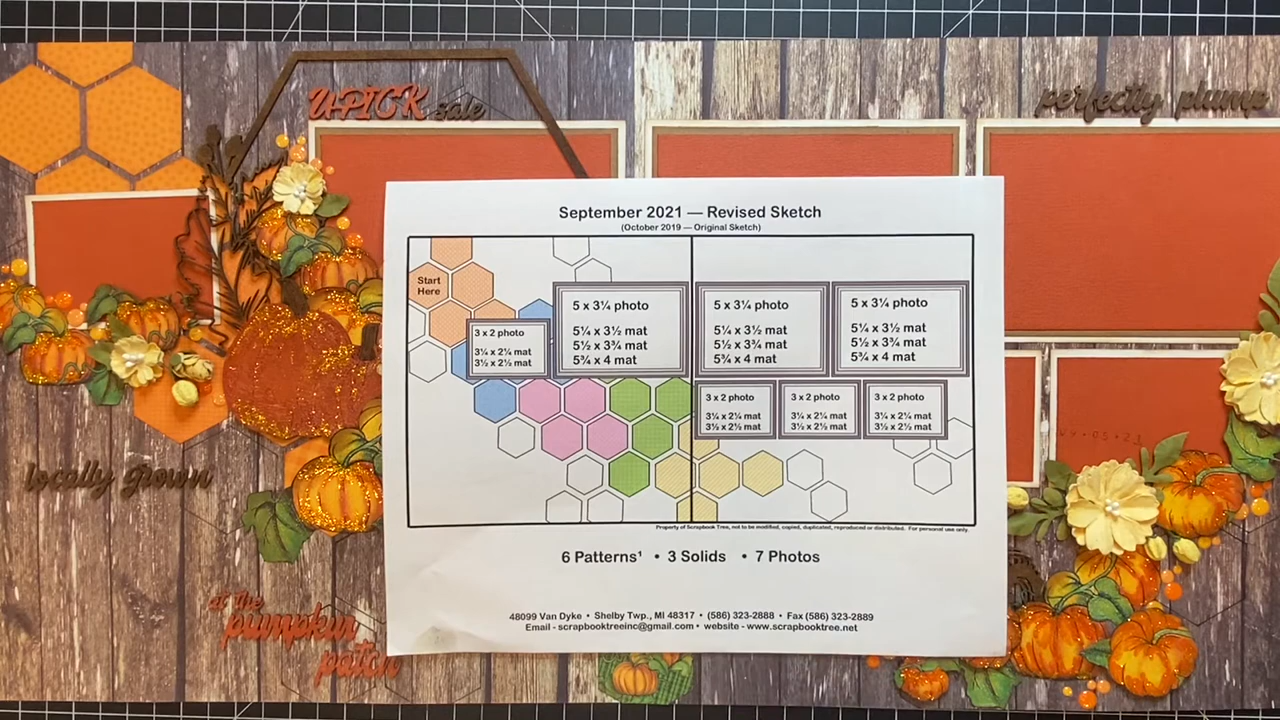 U-PICK sale
perfectly plump
September 2021 — Revised Sketch
(October 2019 — Original Sketch)
Start
Here
5 x 3¼ photo
5¼ x 3½ mat
5½ x 3¾ mat
5¾ x 4 mat
5 x 3¼ photo
5¼ x 3½ mat
5½ x 3¾ mat
5¾ x 4 mat
5 x 3¼ photo
5¼ x 3½ mat
5½ x 3¾ mat
5¾ x 4 mat
3 x 2 photo
3¼ x 2¼ mat
3½ x 2½ mat
3 x 2 photo
3¼ x 2¼ mat
3½ x 2½ mat
3 x 2 photo
3¼ x 2¼ mat
3½ x 2½ mat
3 x 2 photo
3¼ x 2¼ mat
3½ x 2½ mat
Property of Scrapbook Tree, not to be modified, copied, duplicated, reproduced or distributed. For personal use only.
6 Patterns¹ • 3 Solids • 7 Photos
48099 Van Dyke • Shelby Twp., MI 48317 • (586) 323-2888 • Fax (586) 323-2889
Email - scrapbooktreeinc@gmail.com • website - www.scrapbooktree.net
locally grown
at the
pumpkin
patch